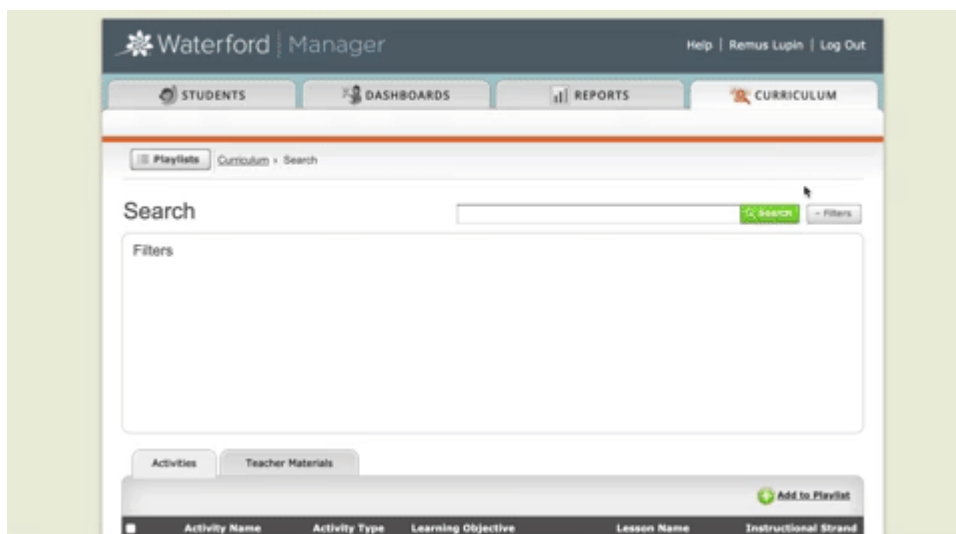 Waterford | Manager
Help | Remus Lupin | Log Out
STUDENTS DASHBOARDS REPORTS CURRICULUM
Playlists Curriculum › Search
Search Search - Filters
Filters
Activities Teacher Materials
Add to Playlist
Activity Name Activity Type Learning Objective Lesson Name Instructional Strand